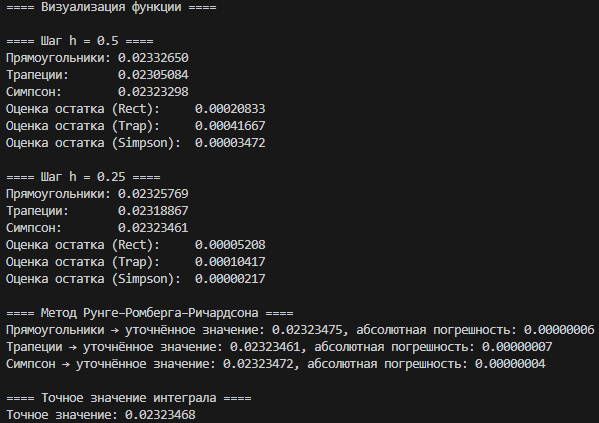 ==== Визуализация функции ====
==== Шаг h = 0.5 ====
Прямоугольники: 0.02332650
Трапеции: 0.02305084
Симпсон: 0.02323298
Оценка остатка (Rect): 0.00020833
Оценка остатка (Trap): 0.00041667
Оценка остатка (Simpson): 0.00003472
==== Шаг h = 0.25 ====
Прямоугольники: 0.02325769
Трапеции: 0.02318867
Симпсон: 0.02323461
Оценка остатка (Rect): 0.00005208
Оценка остатка (Trap): 0.00010417
Оценка остатка (Simpson): 0.00000217
==== Метод Рунге-Ромберга-Ричардсона ====
Прямоугольники → уточнённое значение: 0.02323475, абсолютная погрешность: 0.00000006
Трапеции → уточнённое значение: 0.02323461, абсолютная погрешность: 0.00000007
Симпсон → уточнённое значение: 0.02323472, абсолютная погрешность: 0.00000004
==== Точное значение интеграла ====
Точное значение: 0.02323468